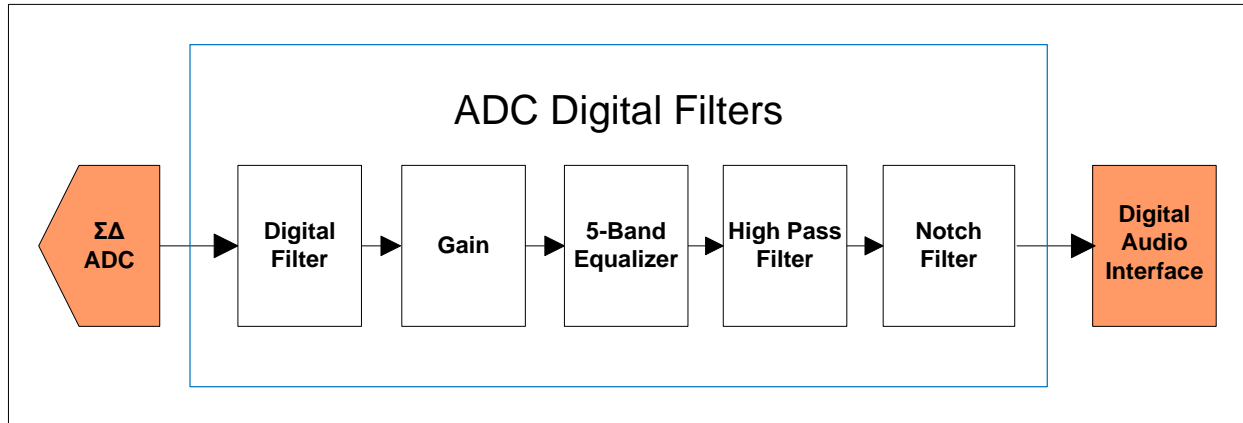 ADC Digital Filters
ΣΔ
ADC
Digital
Filter
Gain
5-Band
Equalizer
High Pass
Filter
Notch
Filter
Digital
Audio
Interface